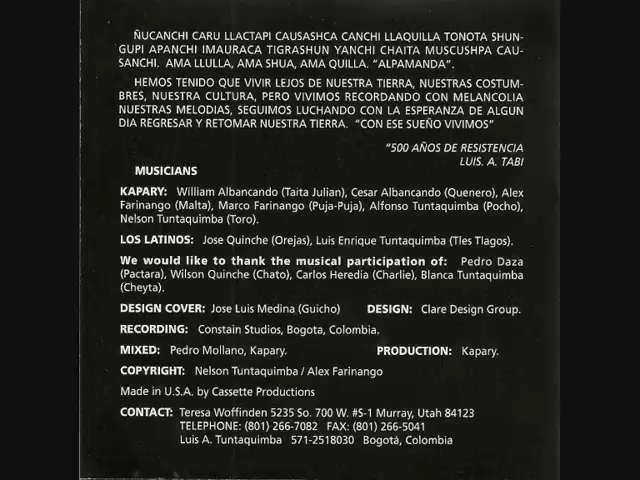 ÑUCANCHI CARU LLACTAPI CAUSASHCA CANCHI LLAQUILLA TONOTA SHUN-
GUPI APANCHI IMAURACA TIGRASHUN YANCHI CHAITA MUSCUSHPA CAU-
SANCHI. AMA LLULLA, AMA SHUA, AMA QUILLA. "ALPAMANDA".
HEMOS TENIDO QUE VIVIR LEJOS DE NUESTRA TIERRA, NUESTRAS COSTUM-
BRES, NUESTRA CULTURA, PERO VIVIMOS RECORDANDO CON MELANCOLIA
NUESTRAS MELODIAS, SEGUIMOS LUCHANDO CON LA ESPERANZA DE ALGUN
DIA REGRESAR Y RETOMAR NUESTRA TIERRA. "CON ESE SUEÑO VIVIMOS"
"500 AÑOS DE RESISTENCIA
LUIS. A. TABI
MUSICIANS
KAPARY: William Albancando (Taita Julian), Cesar Albancando (Quenero), Alex
Farinango (Malta), Marco Farinango (Puja-Puja), Alfonso Tuntaquimba (Pocho),
Nelson Tuntaquimba (Toro).
LOS LATINOS: Jose Quinche (Orejas), Luis Enrique Tuntaquimba (Tles Tlagos).
We would like to thank the musical participation of: Pedro Daza
(Pactara), Wilson Quinche (Chato), Carlos Heredia (Charlie), Blanca Tuntaquimba
(Cheyta).
DESIGN COVER: Jose Luis Medina (Guicho) DESIGN: Clare Design Group.
RECORDING: Constain Studios, Bogota, Colombia.
MIXED: Pedro Mollano, Kapary. PRODUCTION: Kapary.
COPYRIGHT: Nelson Tuntaquimba / Alex Farinango
Made in U.S.A. by Cassette Productions
CONTACT: Teresa Woffinden 5235 So. 700 W. #S-1 Murray, Utah 84123
TELEPHONE: (801) 266-7082 FAX: (801) 266-5041
Luis A. Tuntaquimba 571-2518030 Bogotá, Colombia